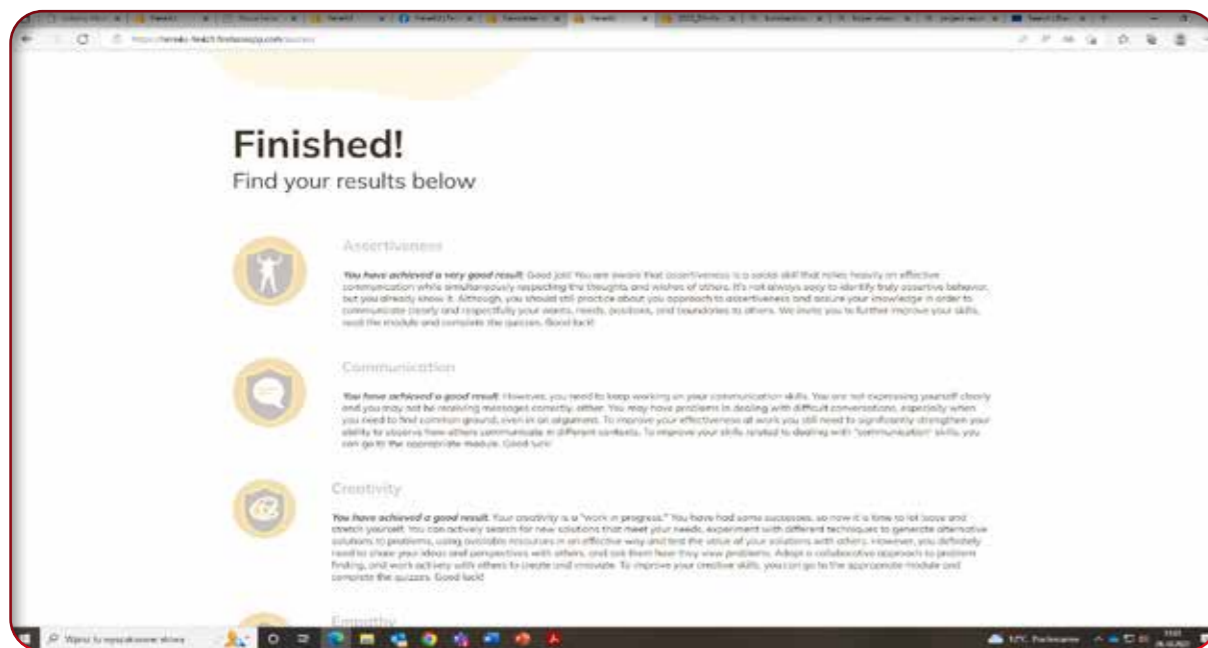 Finished!
Find your results below
Assertiveness
You have achieved a very good result. Good job! You are aware that assertiveness is a social skill that relies heavily on effective
communication while simultaneously respecting the thoughts and wishes of others. It's not always easy to identify truly assertive behavior,
but you already know it. Although, you should still practice about you approach to assertiveness and assure your knowledge in order to
communicate clearly and respectfully your wants, needs, positions, and boundaries to others. We invite you to further improve your skills,
read the module and complete the quizzes. Good luck!
Communication
You have achieved a good result. However, you need to keep working on your communication skills. You are not expressing yourself clearly
and you may not be receiving messages correctly, either. You may have problems in dealing with difficult conversations, especially when
you need to find common ground, even in an argument. To improve your effectiveness at work you still need to significantly strengthen your
ability to observe how others communicate in different contexts. To improve your skills related to dealing with "communication" skills, you
can go to the appropriate module. Good luck!
Creativity
You have achieved a good result. Your creativity is a "work in progress." You have had some successes, so now it is time to let loose and
stretch yourself. You can actively search for new solutions that meet your needs, experiment with different techniques to generate alternative
solutions to problems, using available resources in an effective way and test the value of your solutions with others. However, you definitely
need to share your ideas and perspectives with others, and ask them how they view problems. Adopt a collaborative approach to problem
finding, and work actively with others to create and innovate. To improve your creative skills, you can go to the appropriate module and
complete the quizzes. Good luck!
Empathy